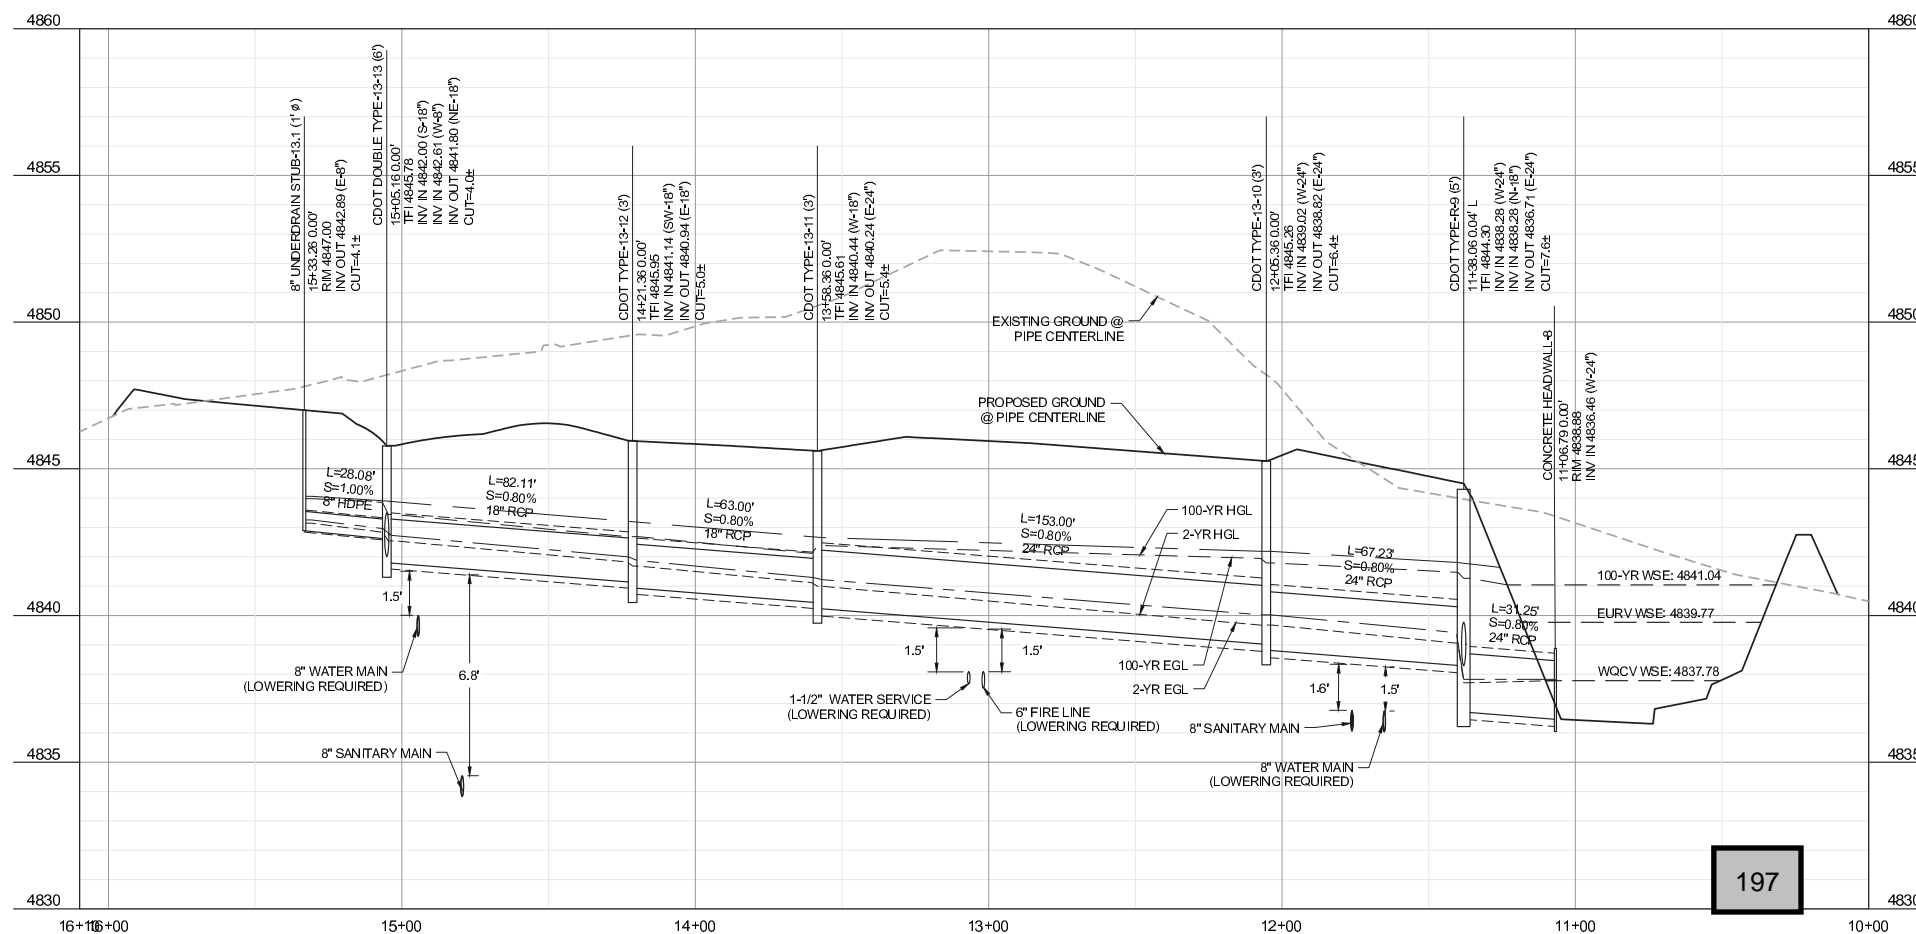 4860
4860
4855
4855
4850
4850
4845
4845
4840
4840
4835
4835
4830
4830
8" UNDERDRAIN STUB-13.1 (1' Ø)
15+33.26 0.00'
RIM 4847.00
INV OUT 4842.89 (E-8")
CUT=4.1±
CDOT DOUBLE TYPE-13-13 (6')
15+05.16 0.00'
TFI 4845.78
INV IN 4842.00 (S-18")
INV IN 4842.61 (W-8")
INV OUT 4841.80 (NE-18")
CUT=4.0±
CDOT TYPE-13-12 (3')
14+21.36 0.00'
TFI 4845.95
INV IN 4841.14 (SW-18")
INV OUT 4840.94 (E-18")
CUT=5.0±
CDOT TYPE-13-11 (3')
13+58.36 0.00'
TFI 4845.61
INV IN 4840.44 (W-18")
INV OUT 4840.24 (E-24")
CUT=5.4±
CDOT TYPE-13-10 (3')
12+05.36 0.00'
TFI 4845.26
INV IN 4839.02 (W-24")
INV OUT 4838.82 (E-24")
CUT=6.4±
CDOT TYPE-R-9 (5')
11+38.06 0.04' L
TFI 4844.30
INV IN 4838.28 (W-24")
INV IN 4838.28 (N-18")
INV OUT 4836.71 (E-24")
CUT=7.6±
CONCRETE HEADWALL-8
11+06.79 0.00'
RIM 4838.88
INV IN 4836.46 (W-24")
EXISTING GROUND @
PIPE CENTERLINE
PROPOSED GROUND
@ PIPE CENTERLINE
L=28.08'
S=1.00%
8" HDPE
L=82.11'
S=0.80%
18" RCP
L=63.00'
S=0.80%
18" RCP
L=153.00'
S=0.80%
24" RCP
L=67.23'
S=0.80%
24" RCP
L=31.25'
S=0.80%
24" RCP
100-YR HGL
2-YR HGL
100-YR EGL
2-YR EGL
100-YR WSE: 4841.04
EURV WSE: 4839.77
WQCV WSE: 4837.78
1.5'
6.8'
1.5'
1.5'
1.6'
1.5'
8" WATER MAIN
(LOWERING REQUIRED)
8" SANITARY MAIN
1-1/2" WATER SERVICE
(LOWERING REQUIRED)
6" FIRE LINE
(LOWERING REQUIRED)
8" SANITARY MAIN
8" WATER MAIN
(LOWERING REQUIRED)
197
16+10
16+00
15+00
14+00
13+00
12+00
11+00
10+00